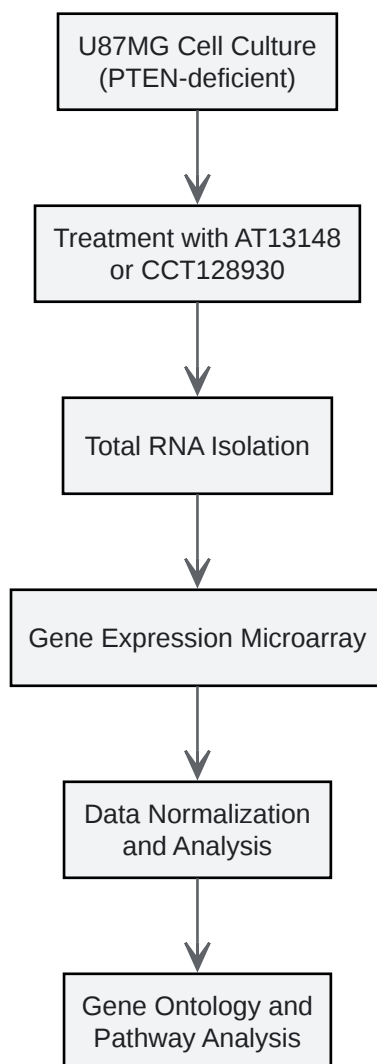 U87MG Cell Culture
(PTEN-deficient)
Treatment with AT13148
or CCT128930
Total RNA Isolation
Gene Expression Microarray
Data Normalization
and Analysis
Gene Ontology and
Pathway Analysis